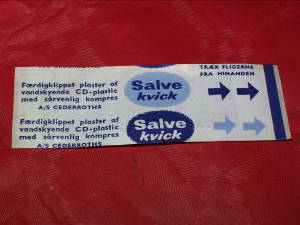 TRÆK FLIGERNE
FRA HINANDEN
Færdigklippet plaster af
vandskyende CD-plastic
med sårvenlig kompres
A/S CEDERROTHS
Salve
kvick
Færdigklippet plaster af
vandskyende CD-plastic
med sårvenlig kompres
A/S CEDERROTHS
Salve
kvick